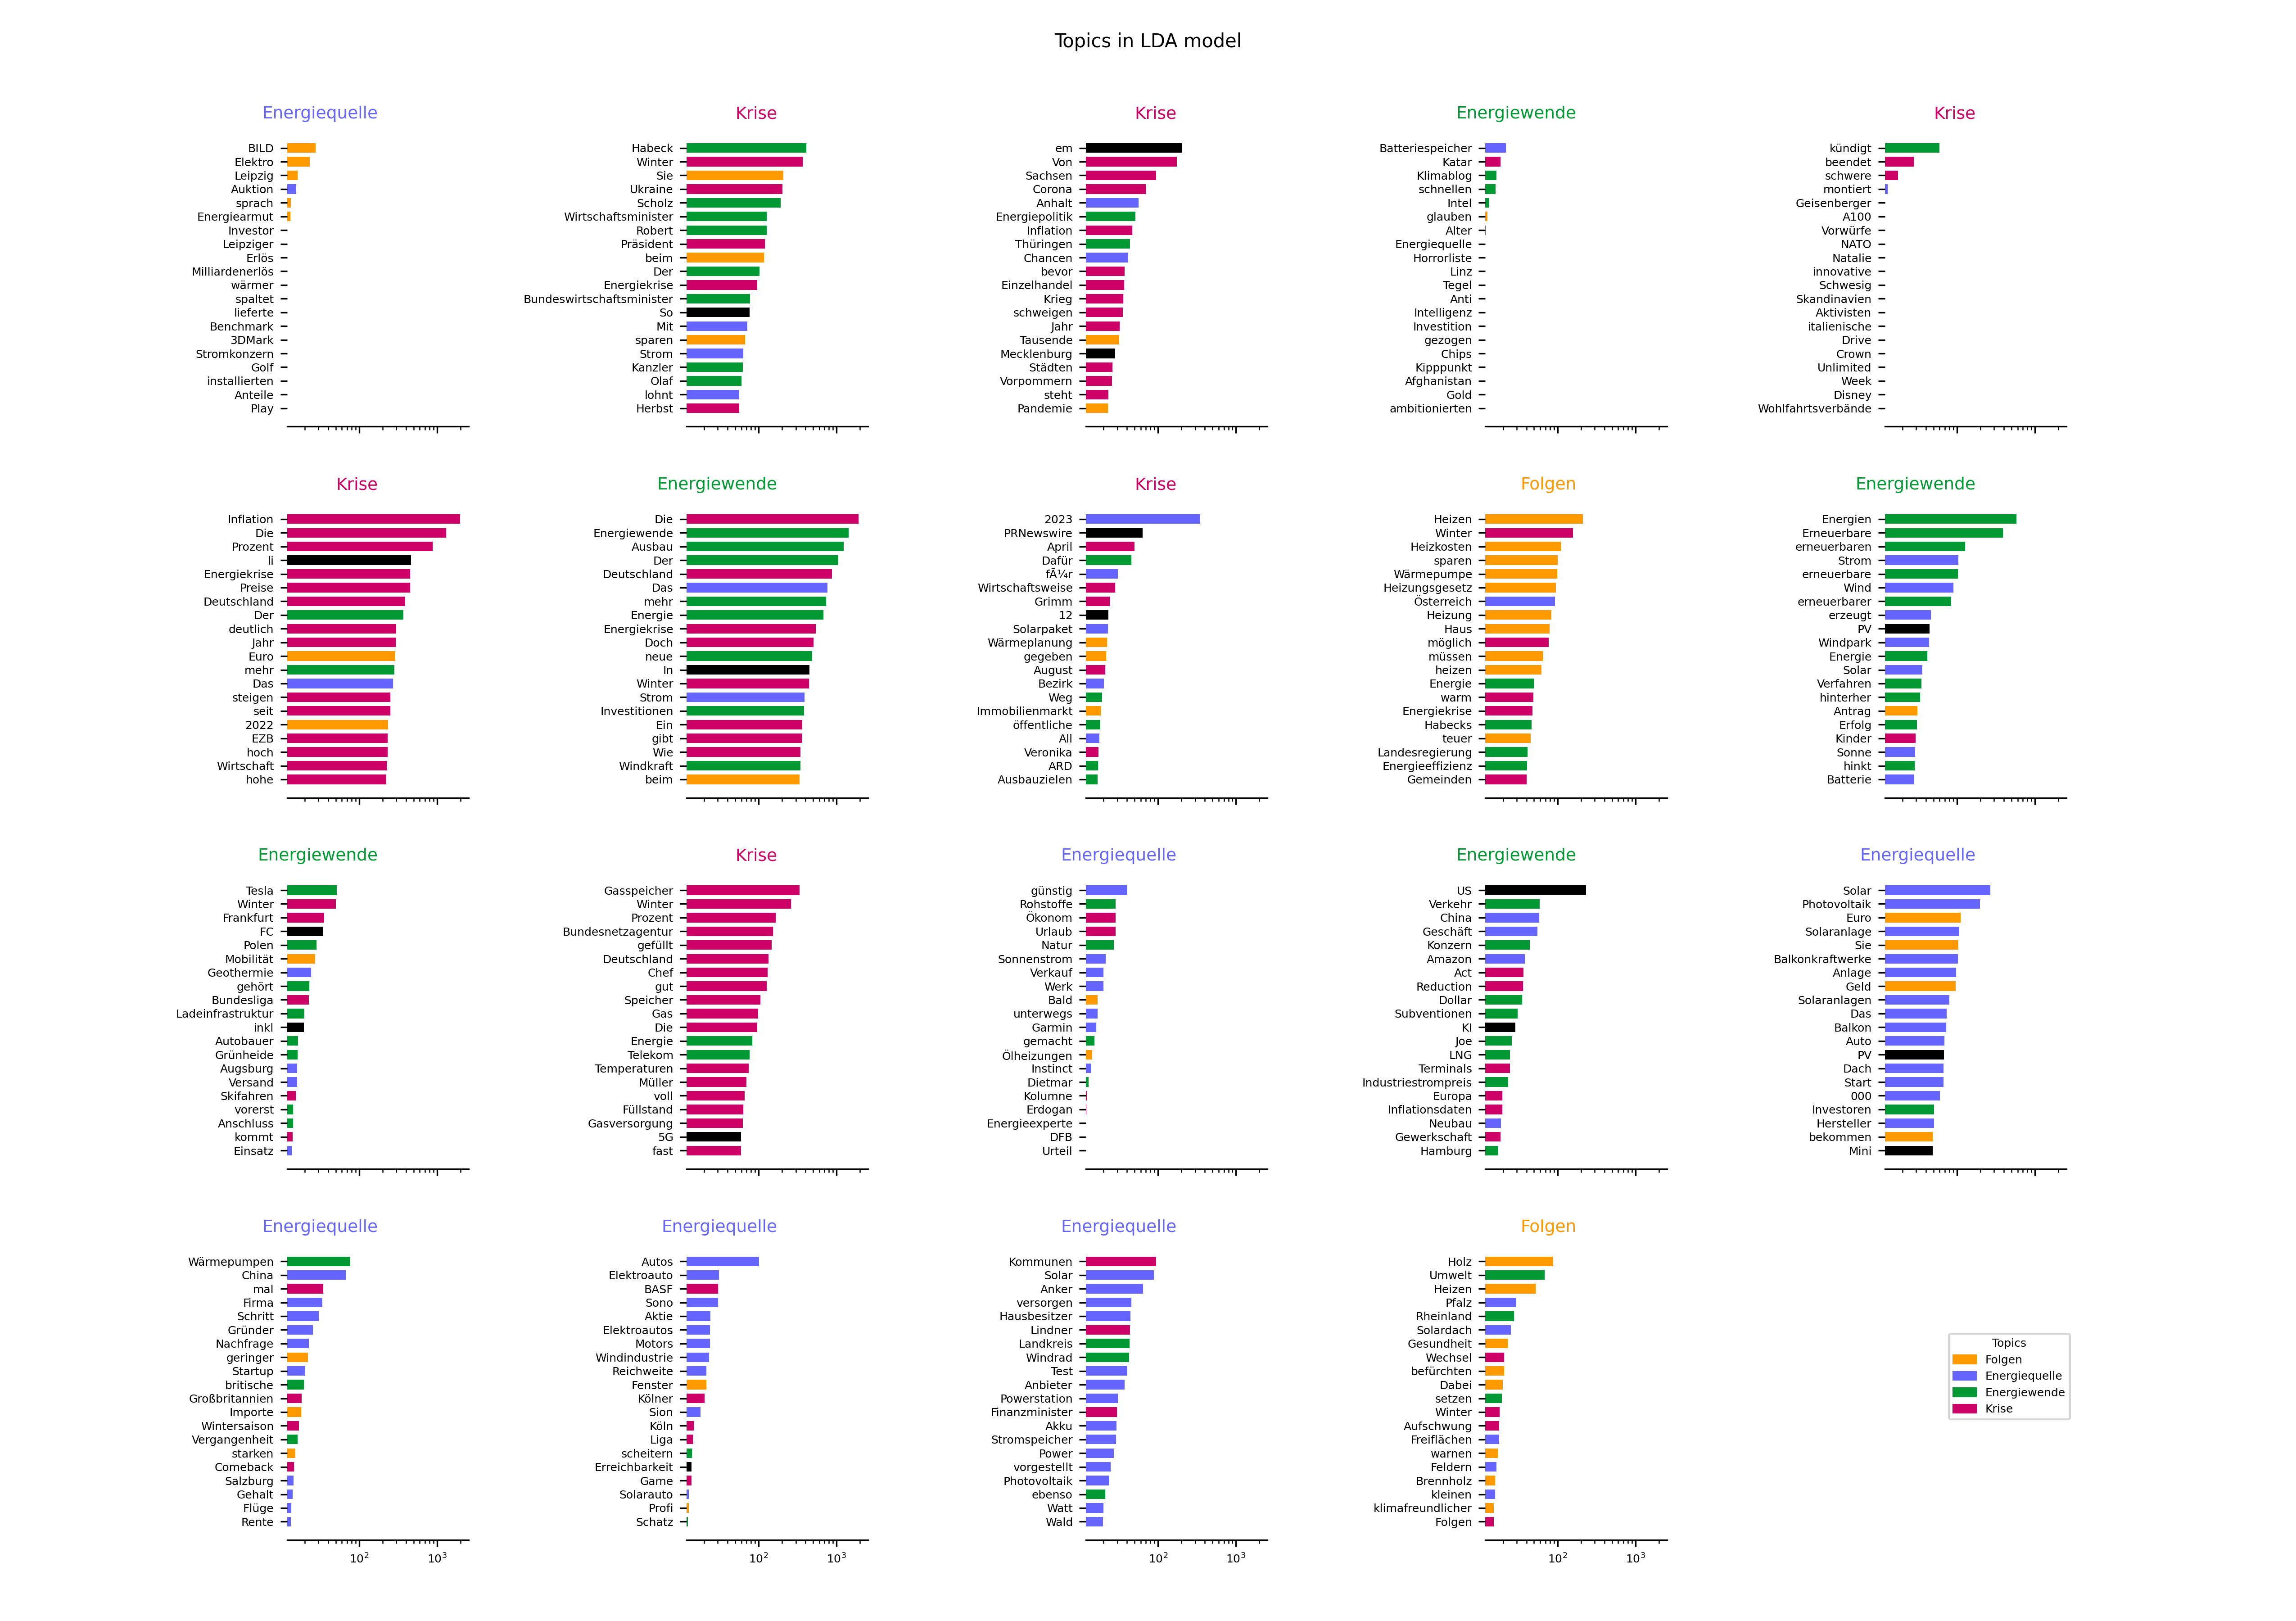 Topics in LDA model
Energiequelle
BILD
Elektro
Leipzig
Auktion
sprach
Energiearmut
Investor
Leipziger
Erlös
Milliardenerlös
wärmer
spaltet
lieferte
Benchmark
3DMark
Stromkonzern
Golf
installierten
Anteile
Play
Krise
Habeck
Winter
Sie
Ukraine
Scholz
Wirtschaftsminister
Robert
Präsident
beim
Der
Energiekrise
Bundeswirtschaftsminister
So
Mit
sparen
Strom
Kanzler
Olaf
lohnt
Herbst
Krise
em
Von
Sachsen
Corona
Anhalt
Energiepolitik
Inflation
Thüringen
Chancen
bevor
Einzelhandel
Krieg
schweigen
Jahr
Tausende
Mecklenburg
Städten
Vorpommern
steht
Pandemie
Energiewende
Batteriespeicher
Katar
Klimablog
schnellen
Intel
glauben
Alter
Energiequelle
Horrorliste
Linz
Tegel
Anti
Intelligenz
Investition
gezogen
Chips
Kipppunkt
Afghanistan
Gold
ambitionierten
Krise
kündigt
beendet
schwere
montiert
Geisenberger
A100
Vorwürfe
NATO
Natalie
innovative
Schwesig
Skandinavien
Aktivisten
italienische
Drive
Crown
Unlimited
Week
Disney
Wohlfahrtsverbände
Krise
Inflation
Die
Prozent
li
Energiekrise
Preise
Deutschland
Der
deutlich
Jahr
Euro
mehr
Das
steigen
seit
2022
EZB
hoch
Wirtschaft
hohe
Energiewende
Die
Energiewende
Ausbau
Der
Deutschland
Das
mehr
Energie
Energiekrise
Doch
neue
In
Winter
Strom
Investitionen
Ein
gibt
Wie
Windkraft
beim
Krise
2023
PRNewswire
April
Dafür
fÃ¼r
Wirtschaftsweise
Grimm
12
Solarpaket
Wärmeplanung
gegeben
August
Bezirk
Weg
Immobilienmarkt
öffentliche
All
Veronika
ARD
Ausbauzielen
Folgen
Heizen
Winter
Heizkosten
sparen
Wärmepumpe
Heizungsgesetz
Österreich
Heizung
Haus
möglich
müssen
heizen
Energie
warm
Energiekrise
Habecks
teuer
Landesregierung
Energieeffizienz
Gemeinden
Energiewende
Energien
Erneuerbare
erneuerbaren
Strom
erneuerbare
Wind
erneuerbarer
erzeugt
PV
Windpark
Energie
Solar
Verfahren
hinterher
Antrag
Erfolg
Kinder
Sonne
hinkt
Batterie
Energiewende
Tesla
Winter
Frankfurt
FC
Polen
Mobilität
Geothermie
gehört
Bundesliga
Ladeinfrastruktur
inkl
Autobauer
Grünheide
Augsburg
Versand
Skifahren
vorerst
Anschluss
kommt
Einsatz
Krise
Gasspeicher
Winter
Prozent
Bundesnetzagentur
gefüllt
Deutschland
Chef
gut
Speicher
Gas
Die
Energie
Telekom
Temperaturen
Müller
voll
Füllstand
Gasversorgung
5G
fast
Energiequelle
günstig
Rohstoffe
Ökonom
Urlaub
Natur
Sonnenstrom
Verkauf
Werk
Bald
unterwegs
Garmin
gemacht
Ölheizungen
Instinct
Dietmar
Kolumne
Erdogan
Energieexperte
DFB
Urteil
Energiewende
US
Verkehr
China
Geschäft
Konzern
Amazon
Act
Reduction
Dollar
Subventionen
KI
Joe
LNG
Terminals
Industriestrompreis
Europa
Inflationsdaten
Neubau
Gewerkschaft
Hamburg
Energiequelle
Solar
Photovoltaik
Euro
Solaranlage
Sie
Balkonkraftwerke
Anlage
Geld
Solaranlagen
Das
Balkon
Auto
PV
Dach
Start
000
Investoren
Hersteller
bekommen
Mini
Energiequelle
Wärmepumpen
China
mal
Firma
Schritt
Gründer
Nachfrage
geringer
Startup
britische
Großbritannien
Importe
Wintersaison
Vergangenheit
starken
Comeback
Salzburg
Gehalt
Flüge
Rente
10²
10³
Energiequelle
Autos
Elektroauto
BASF
Sono
Aktie
Elektroautos
Motors
Windindustrie
Reichweite
Fenster
Kölner
Sion
Köln
Liga
scheitern
Erreichbarkeit
Game
Solarauto
Profi
Schatz
10²
10³
Energiequelle
Kommunen
Solar
Anker
versorgen
Hausbesitzer
Lindner
Landkreis
Windrad
Test
Anbieter
Powerstation
Finanzminister
Akku
Stromspeicher
Power
vorgestellt
Photovoltaik
ebenso
Watt
Wald
10²
10³
Folgen
Holz
Umwelt
Heizen
Pfalz
Rheinland
Solardach
Gesundheit
Wechsel
befürchten
Dabei
setzen
Winter
Aufschwung
Freiflächen
warnen
Feldern
Brennholz
kleinen
klimafreundlicher
Folgen
10²
10³
Topics
Folgen
Energiequelle
Energiewende
Krise